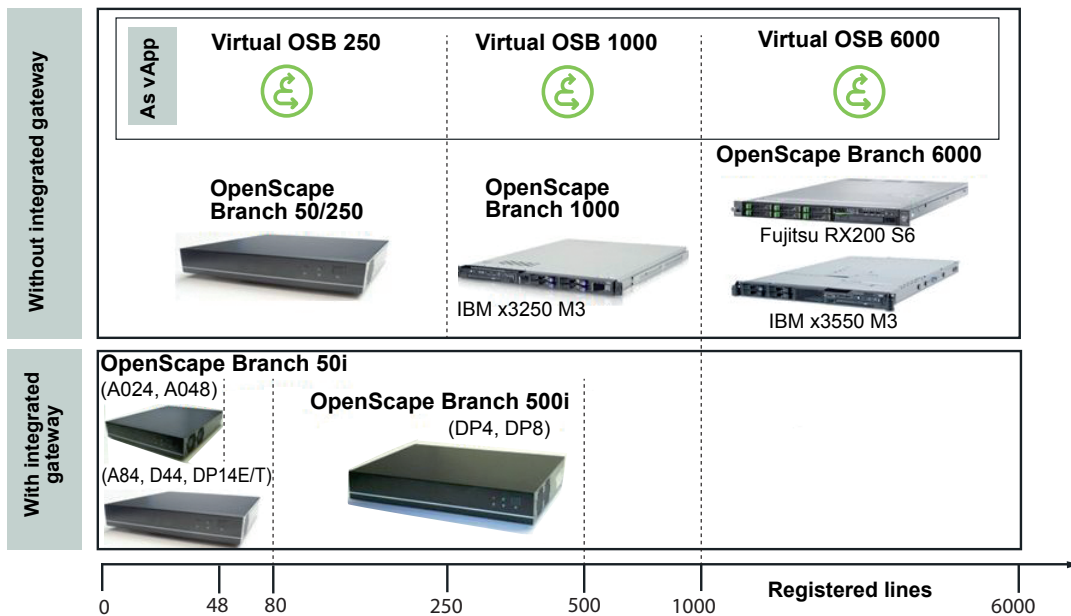 Without integrated gateway
As vApp
Virtual OSB 250
Virtual OSB 1000
Virtual OSB 6000
OpenScape
Branch 50/250
OpenScape
Branch 1000
IBM x3250 M3
OpenScape Branch 6000
Fujitsu RX200 S6
IBM x3550 M3
With integrated
gateway
OpenScape Branch 50i
(A024, A048)
(A84, D44, DP14E/T)
OpenScape Branch 500i
(DP4, DP8)
Registered lines
0
48
80
250
500
1000
6000